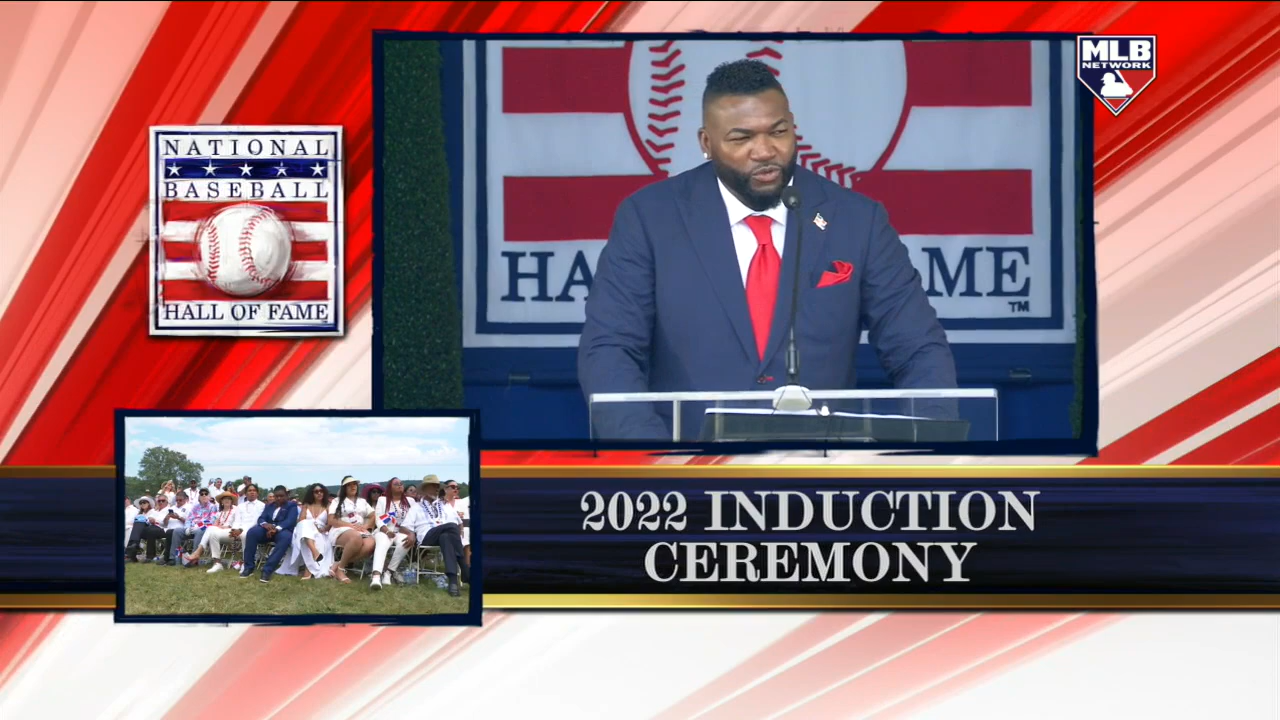 MLB
NETWORK
NATIONAL
BASEBALL
HALL OF FAME
HA AME
TM
2022 INDUCTION
CEREMONY